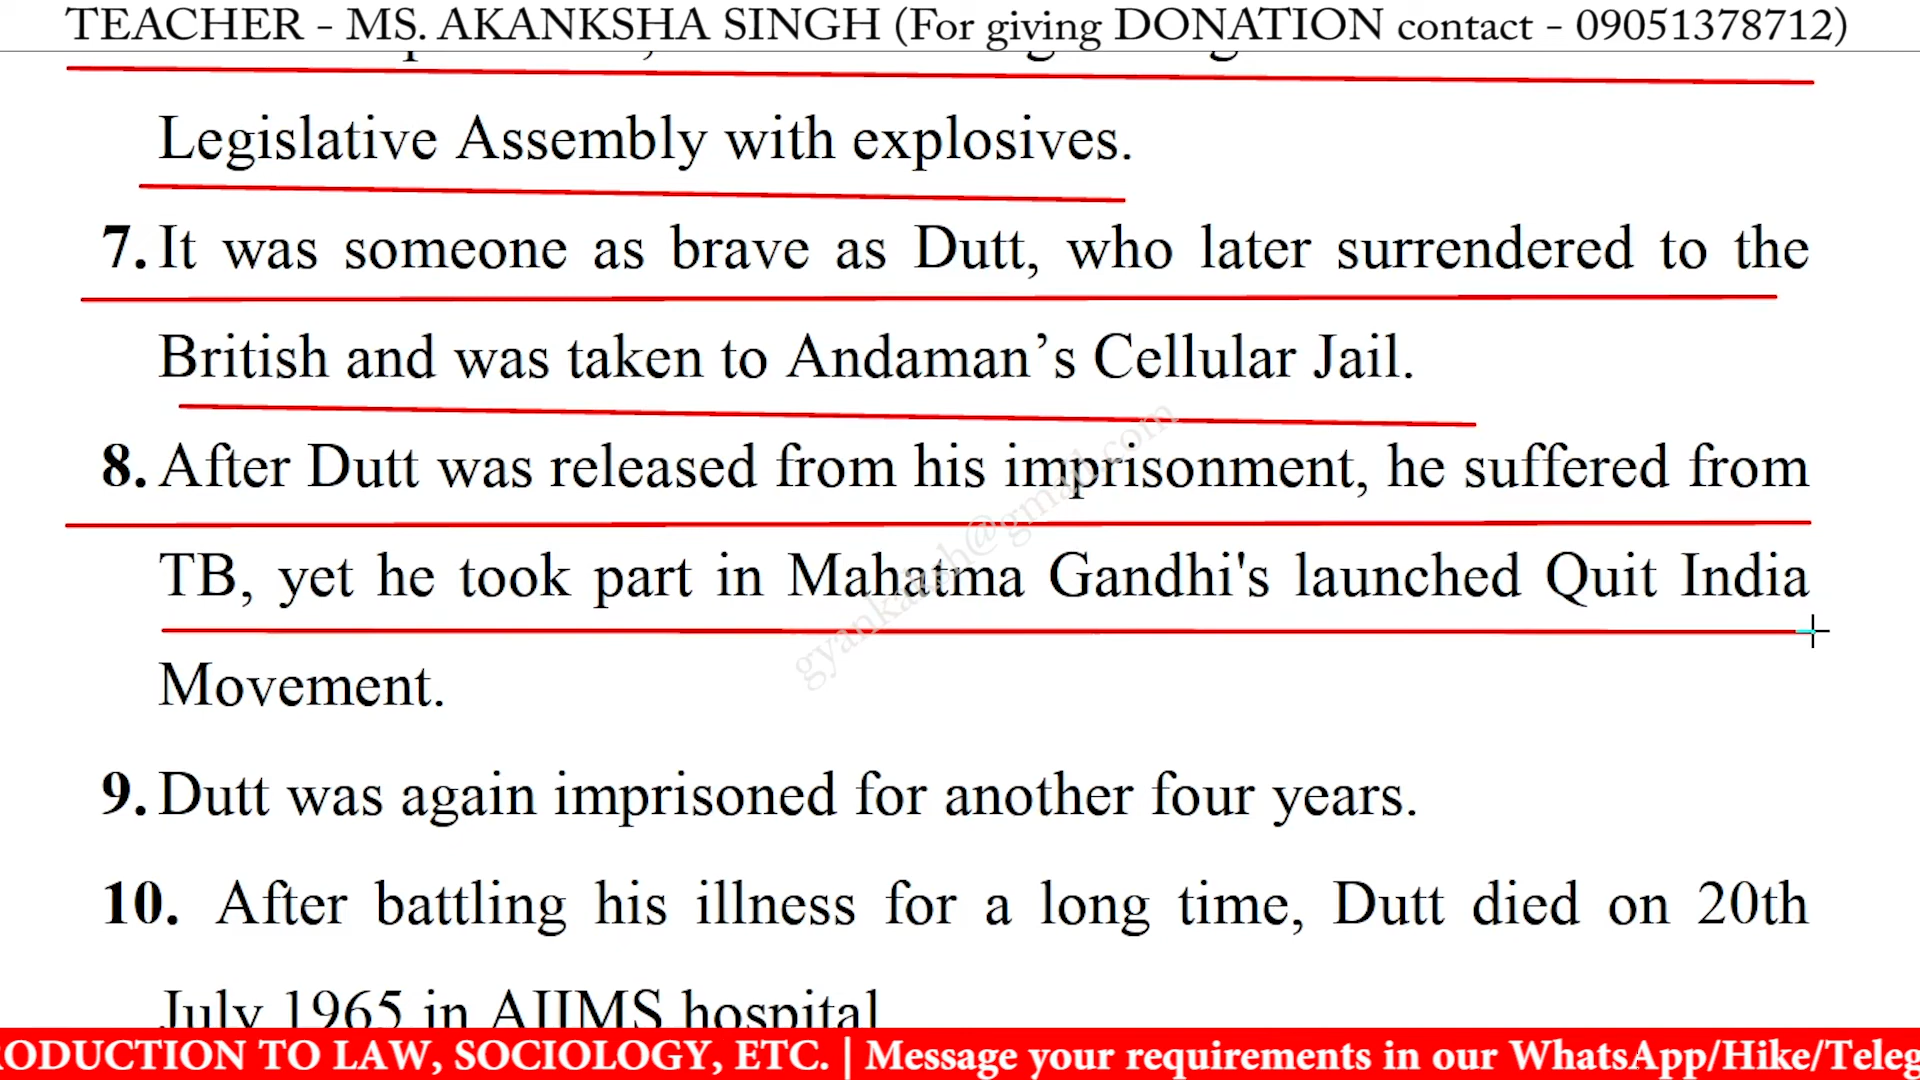 TEACHER - MS. AKANKSHA SINGH (For giving DONATION contact - 09051378712)
Legislative Assembly with explosives.
7. It was someone as brave as Dutt, who later surrendered to the
British and was taken to Andaman’s Cellular Jail.
8. After Dutt was released from his imprisonment, he suffered from
TB, yet he took part in Mahatma Gandhi's launched Quit India
Movement.
9. Dutt was again imprisoned for another four years.
10. After battling his illness for a long time, Dutt died on 20th
July 1965 in AIIMS hospital
gyankaksh@gmail.com
RODUCTION TO LAW, SOCIOLOGY, ETC. | Message your requirements in our WhatsApp/Hike/Teleg